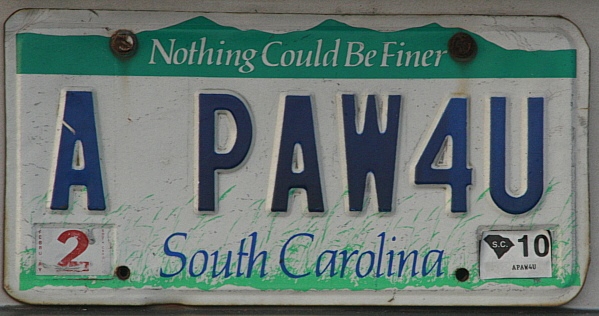 Nothing Could Be Finer
A PAW4U
2 South Carolina S.C. 10
APAW4U